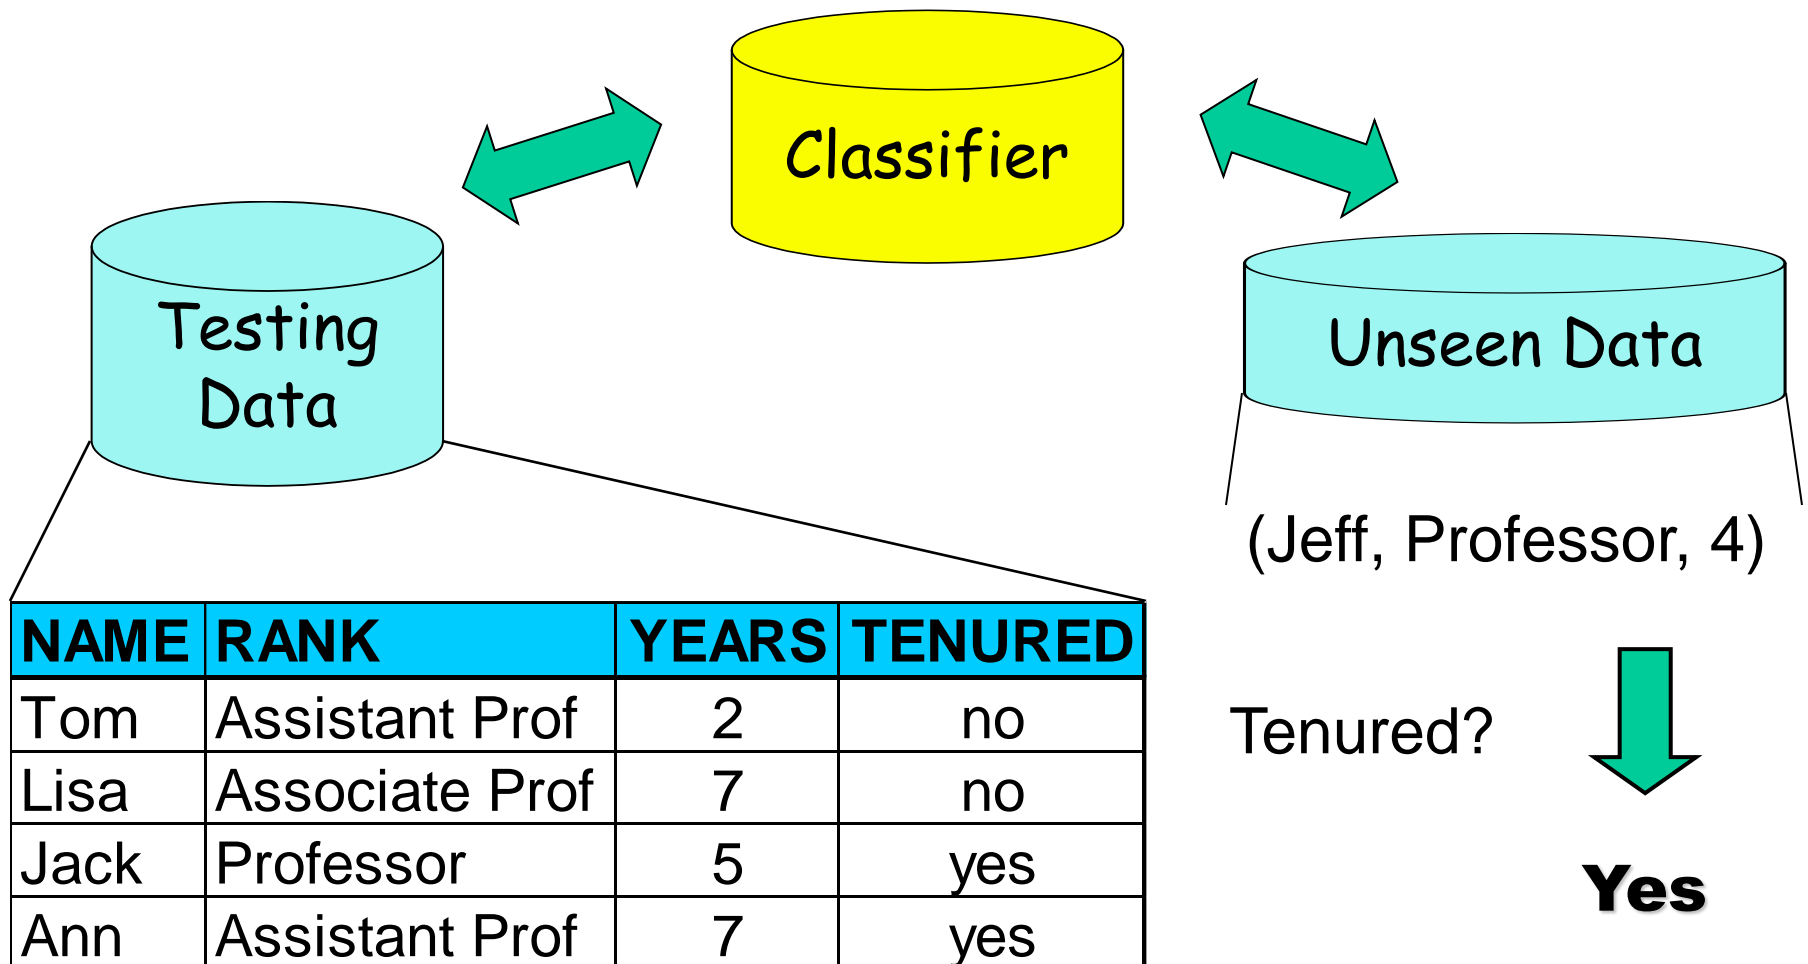 Classifier
Testing
Data
Unseen Data
(Jeff, Professor, 4)
NAME RANK YEARS TENURED
Tom Assistant Prof 2 no
Lisa Associate Prof 7 no
Jack Professor 5 yes
Ann Assistant Prof 7 yes
Tenured?
Yes